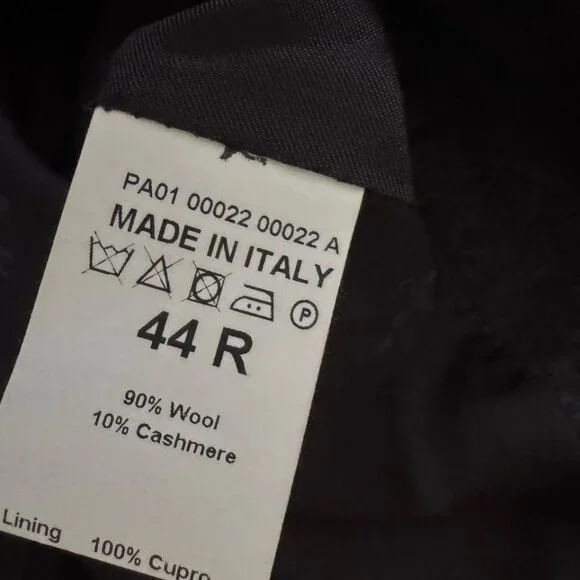 PA01 00022 00022 A
MADE IN ITALY
P
44 R
90% Wool
10% Cashmere
Lining 100% Cupro